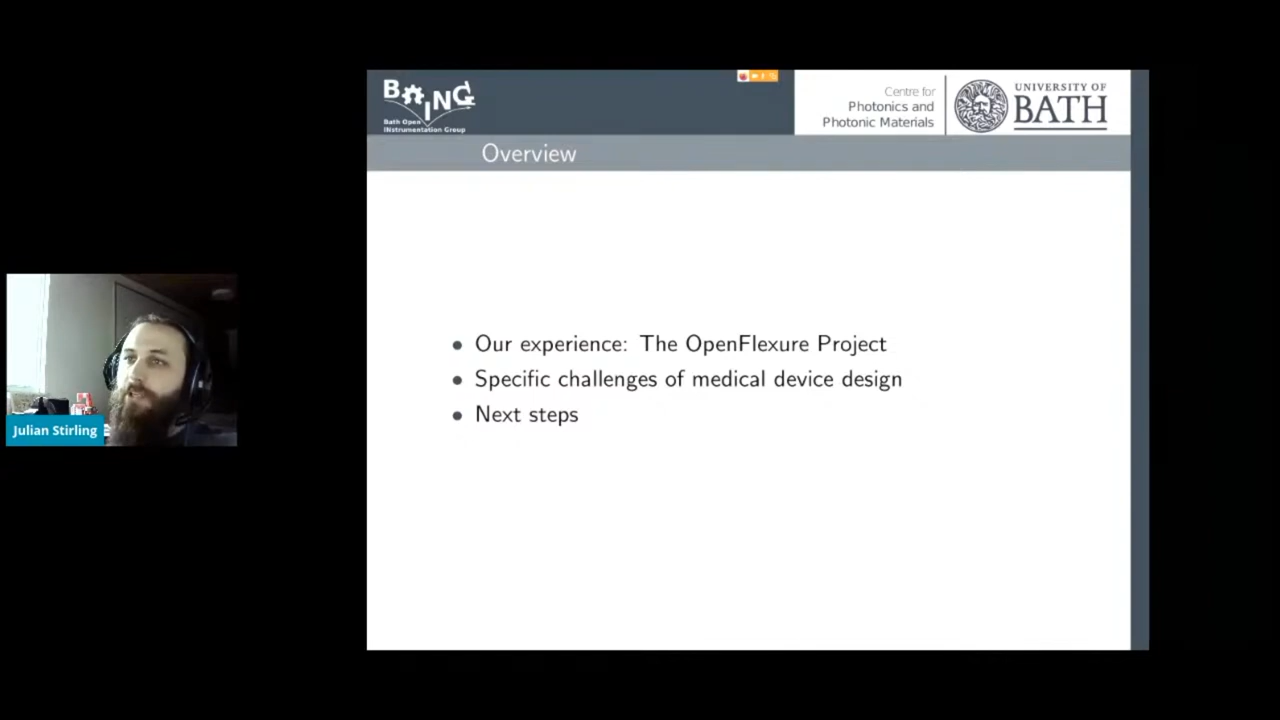 BOING
Bath Open
INstrumentation Group
Centre for
Photonics and
Photonic Materials
UNIVERSITY OF
BATH
Overview
Our experience: The OpenFlexure Project
Specific challenges of medical device design
Next steps
Julian Stirling